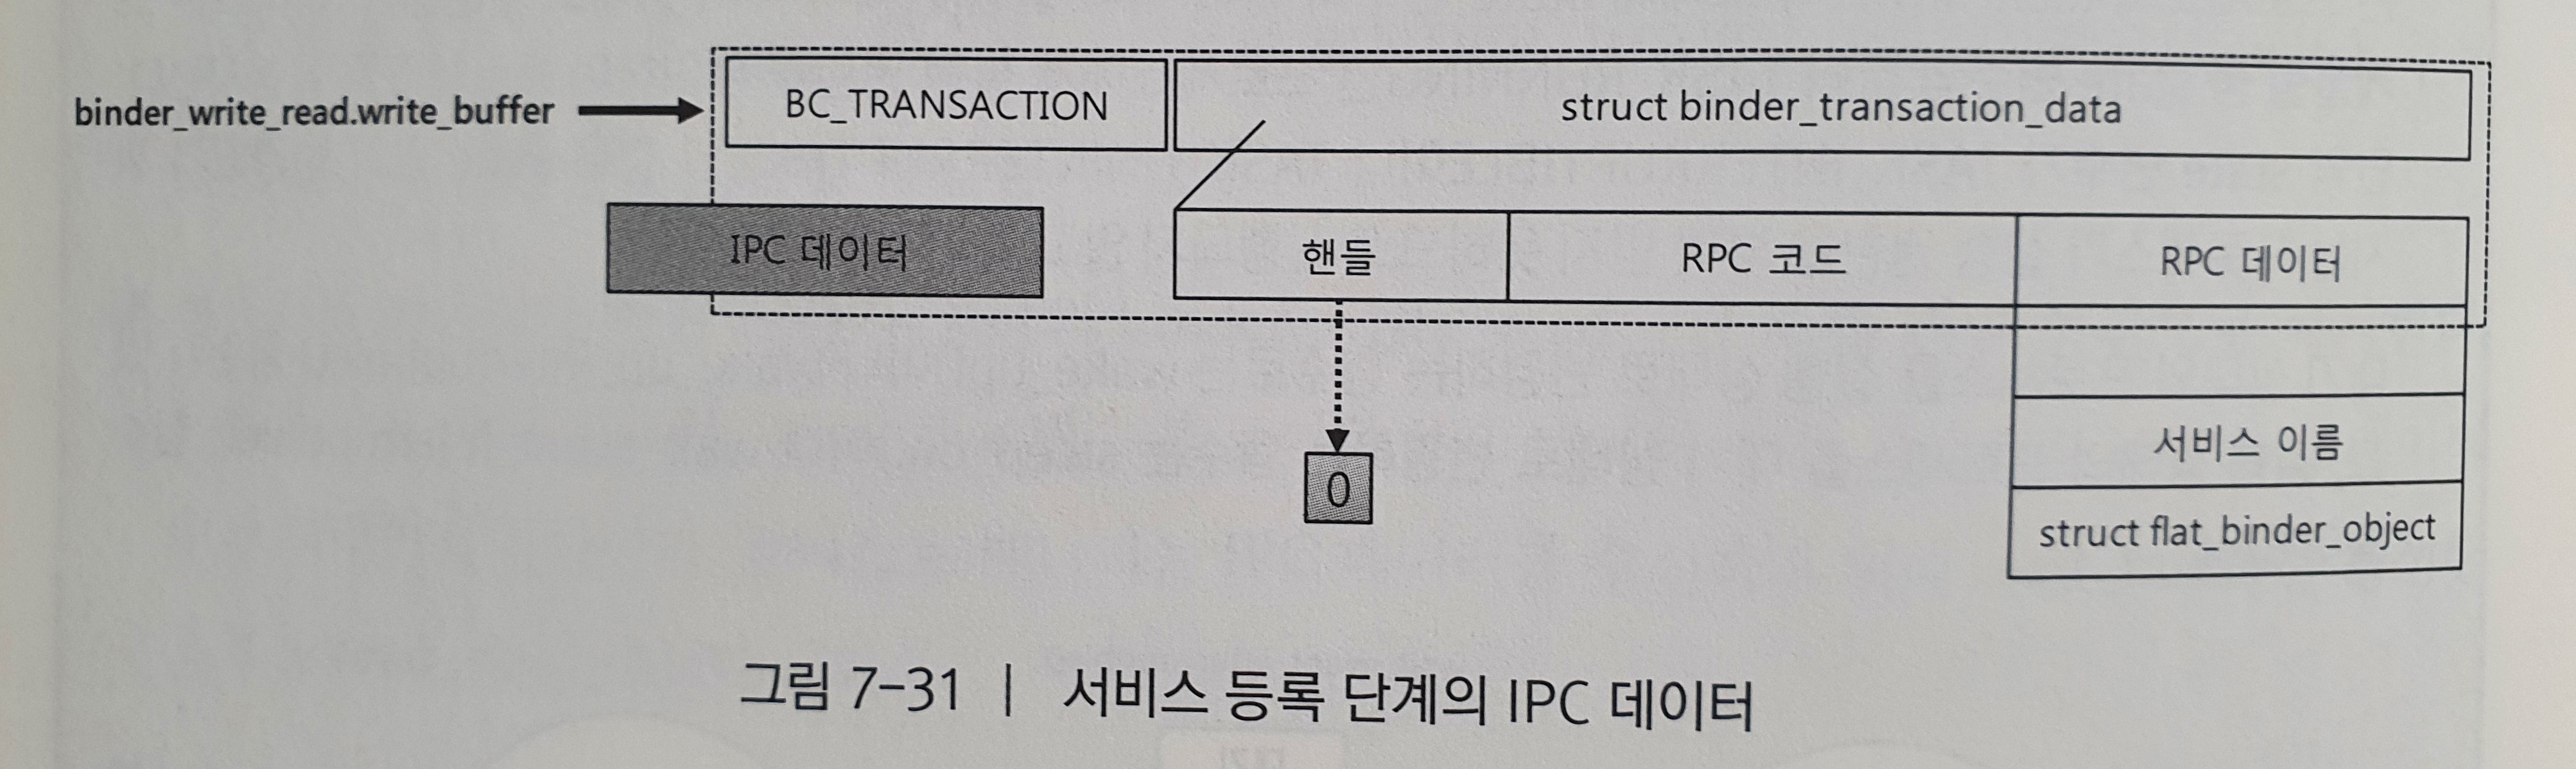 binder_write_read.write_buffer
BC_TRANSACTION
struct binder_transaction_data
IPC 데이터
핸들
RPC 코드
RPC 데이터
0
서비스 이름
struct flat_binder_object
그림 7-31 | 서비스 등록 단계의 IPC 데이터